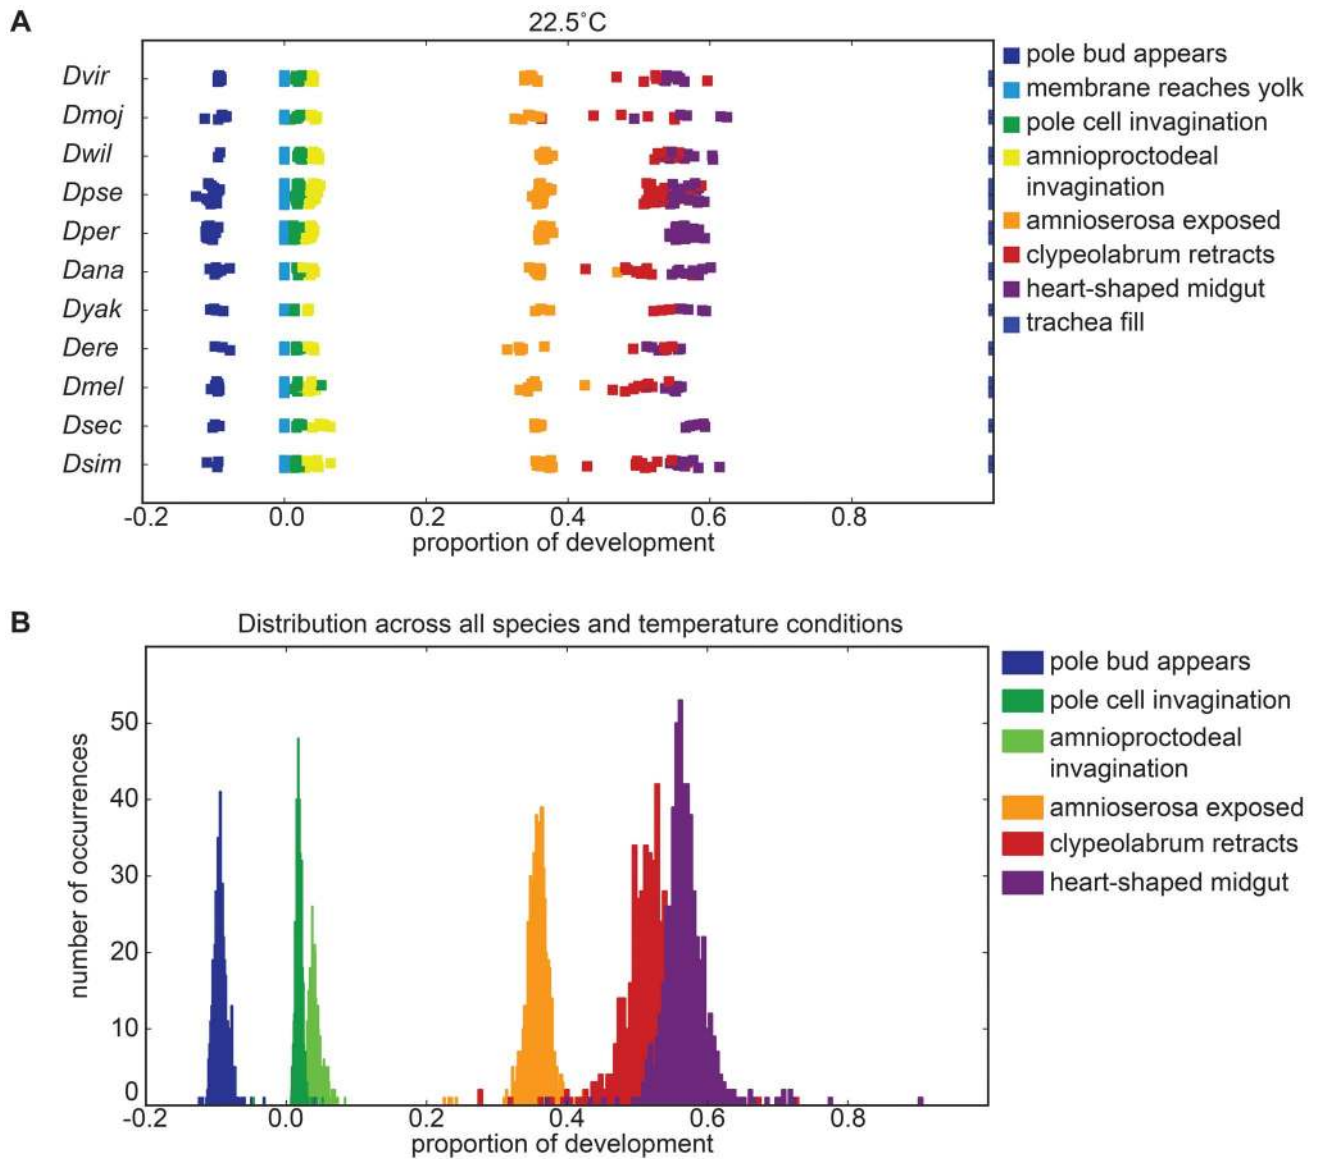 A
22.5˚C
Dvir
Dmoj
Dwil
Dpse
Dper
Dana
Dyak
Dere
Dmel
Dsec
Dsim
-0.2 0.0 0.2 0.4 0.6 0.8
proportion of development
pole bud appears
membrane reaches yolk
pole cell invagination
amnioproctodeal
invagination
amnioserosa exposed
clypeolabrum retracts
heart-shaped midgut
trachea fill
B
Distribution across all species and temperature conditions
number of occurrences
50
40
30
20
10
0
-0.2 0.0 0.2 0.4 0.6 0.8
proportion of development
pole bud appears
pole cell invagination
amnioproctodeal
invagination
amnioserosa exposed
clypeolabrum retracts
heart-shaped midgut